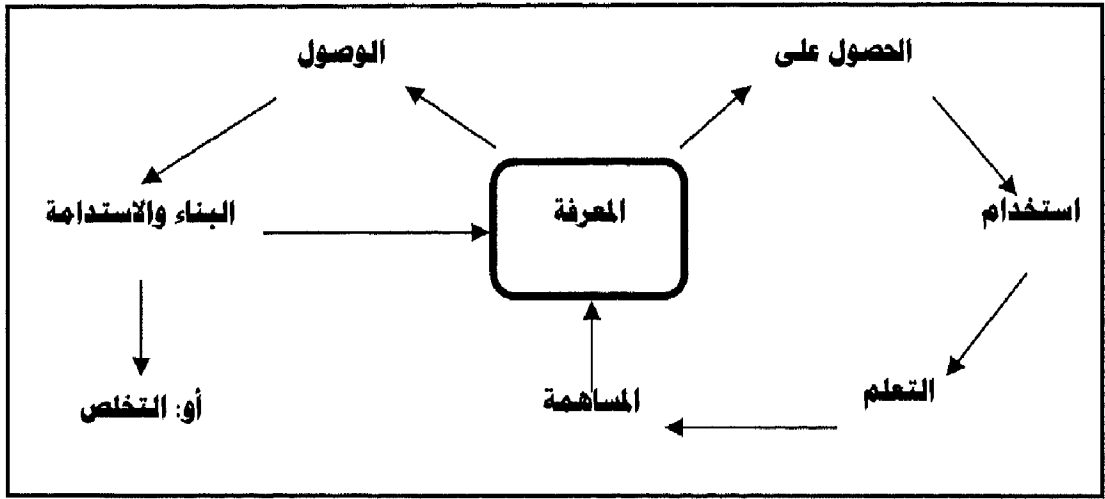 الحصول على
الوصول
استخدام
المعرفة
البناء والاستدامة
التعلم
المساهمة
أو: التخلص